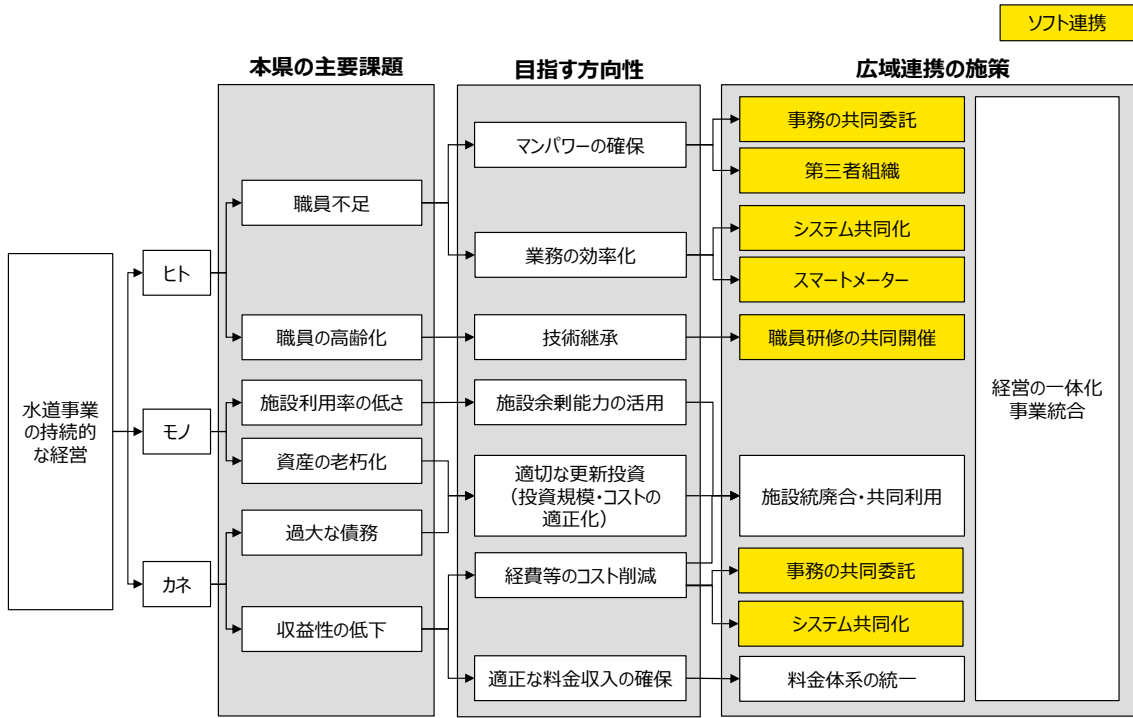 ソフト連携
本県の主要課題
目指す方向性
広域連携の施策
水道事業
の持続的
な経営
ヒト
モノ
カネ
職員不足
職員の高齢化
施設利用率の低さ
資産の老朽化
過大な債務
収益性の低下
マンパワーの確保
業務の効率化
技術継承
施設余剰能力の活用
適切な更新投資
（投資規模・コストの
適正化）
経費等のコスト削減
適正な料金収入の確保
事務の共同委託
第三者組織
システム共同化
スマートメーター
職員研修の共同開催
施設統廃合・共同利用
事務の共同委託
システム共同化
料金体系の統一
経営の一体化
事業統合